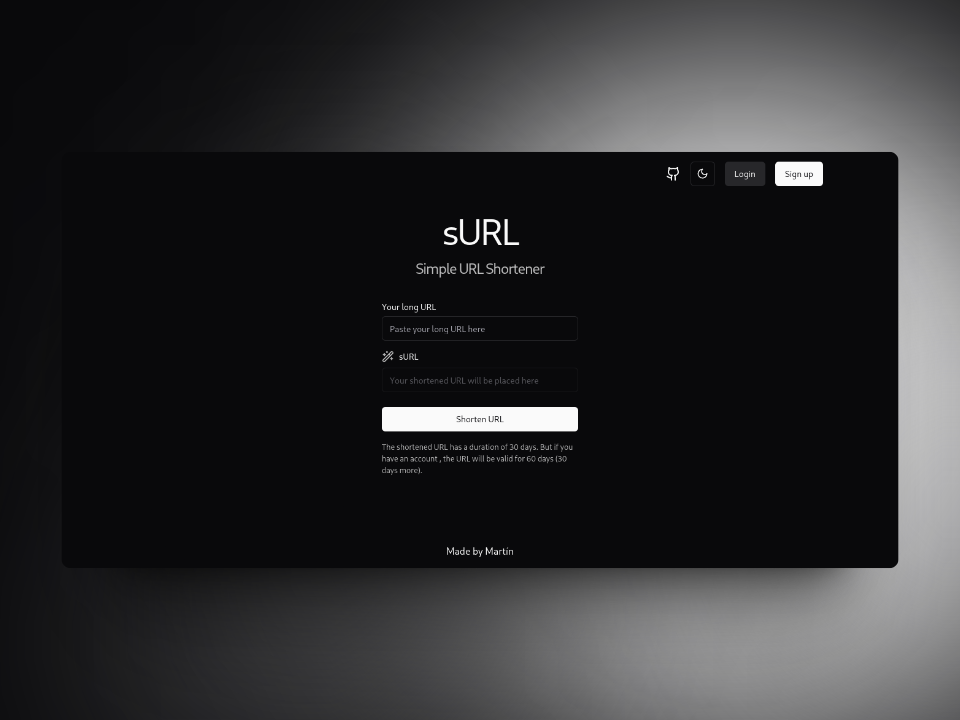 Login
Sign up
sURL
Simple URL Shortener
Your long URL
Paste your long URL here
sURL
Your shortened URL will be placed here
Shorten URL
The shortened URL has a duration of 30 days. But if you
have an account , the URL will be valid for 60 days (30
days more).
Made by Martín